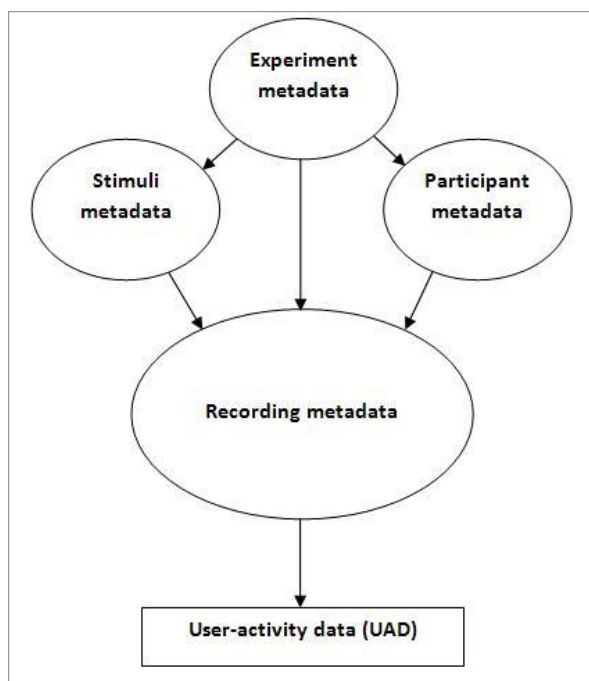 Experiment
metadata
Stimuli
metadata
Participant
metadata
Recording metadata
User-activity data (UAD)